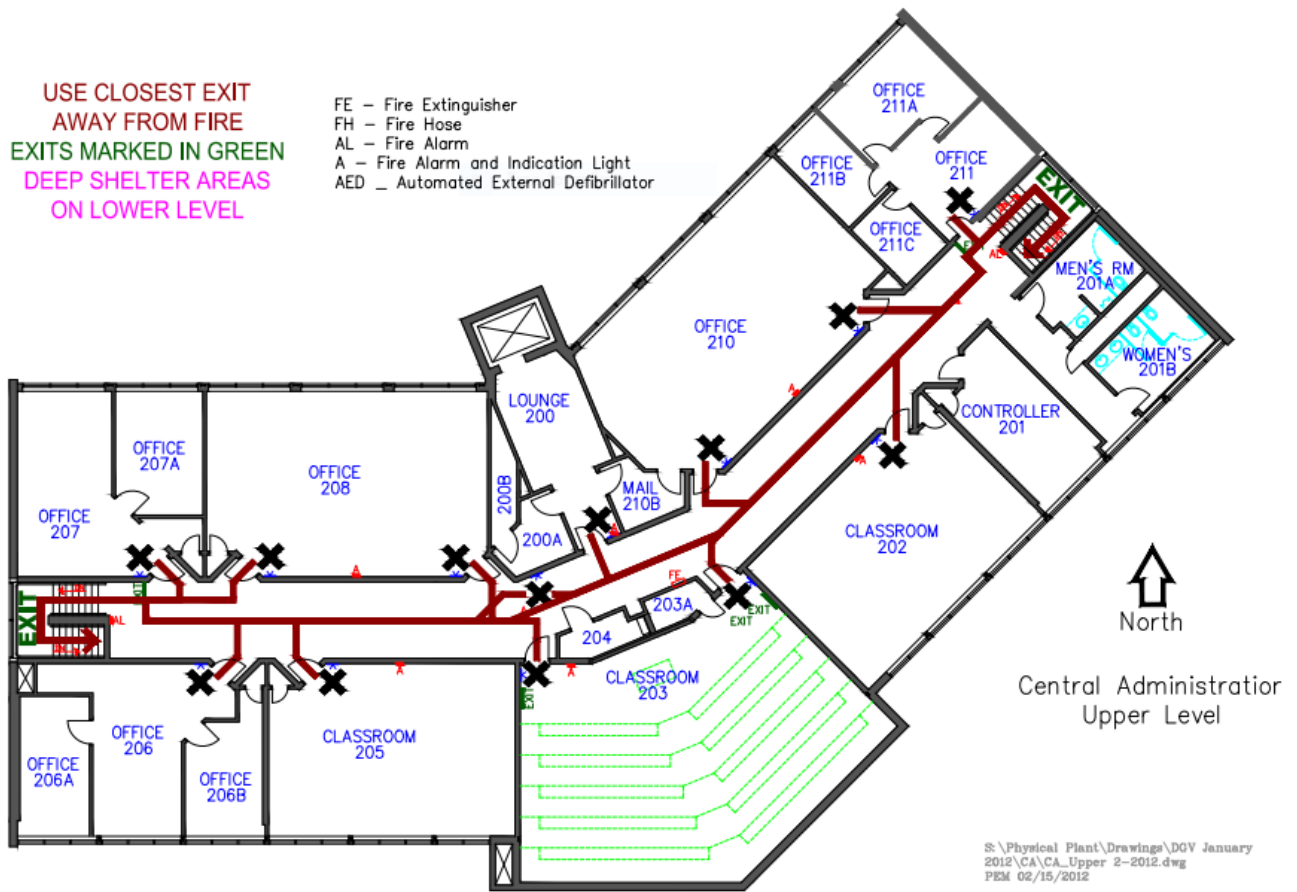 USE CLOSEST EXIT
AWAY FROM FIRE
EXITS MARKED IN GREEN
DEEP SHELTER AREAS
ON LOWER LEVEL
FE – Fire Extinguisher
FH – Fire Hose
AL – Fire Alarm
A – Fire Alarm and Indication Light
AED _ Automated External Defibrillator
OFFICE
211A
OFFICE
211B
OFFICE
211
EXIT
OFFICE
211C
EXIT
AL
MEN'S RM
201A
WOMEN'S
201B
OFFICE
210
A
LOUNGE
200
CONTROLLER
201
OFFICE
207A
OFFICE
208
200B
MAIL
210B
OFFICE
207
200A
A
CLASSROOM
202
A
A
FE
203A
EXIT
EXIT
EXIT
EXIT
AL
A
204
North
A
A
CLASSROOM
203
EXIT
Central Administratior
Upper Level
OFFICE
206
CLASSROOM
205
OFFICE
206A
OFFICE
206B
S:\Physical Plant\Drawings\DGV January
2012\CA\CA_Upper 2-2012.dwg
PEM 02/15/2012